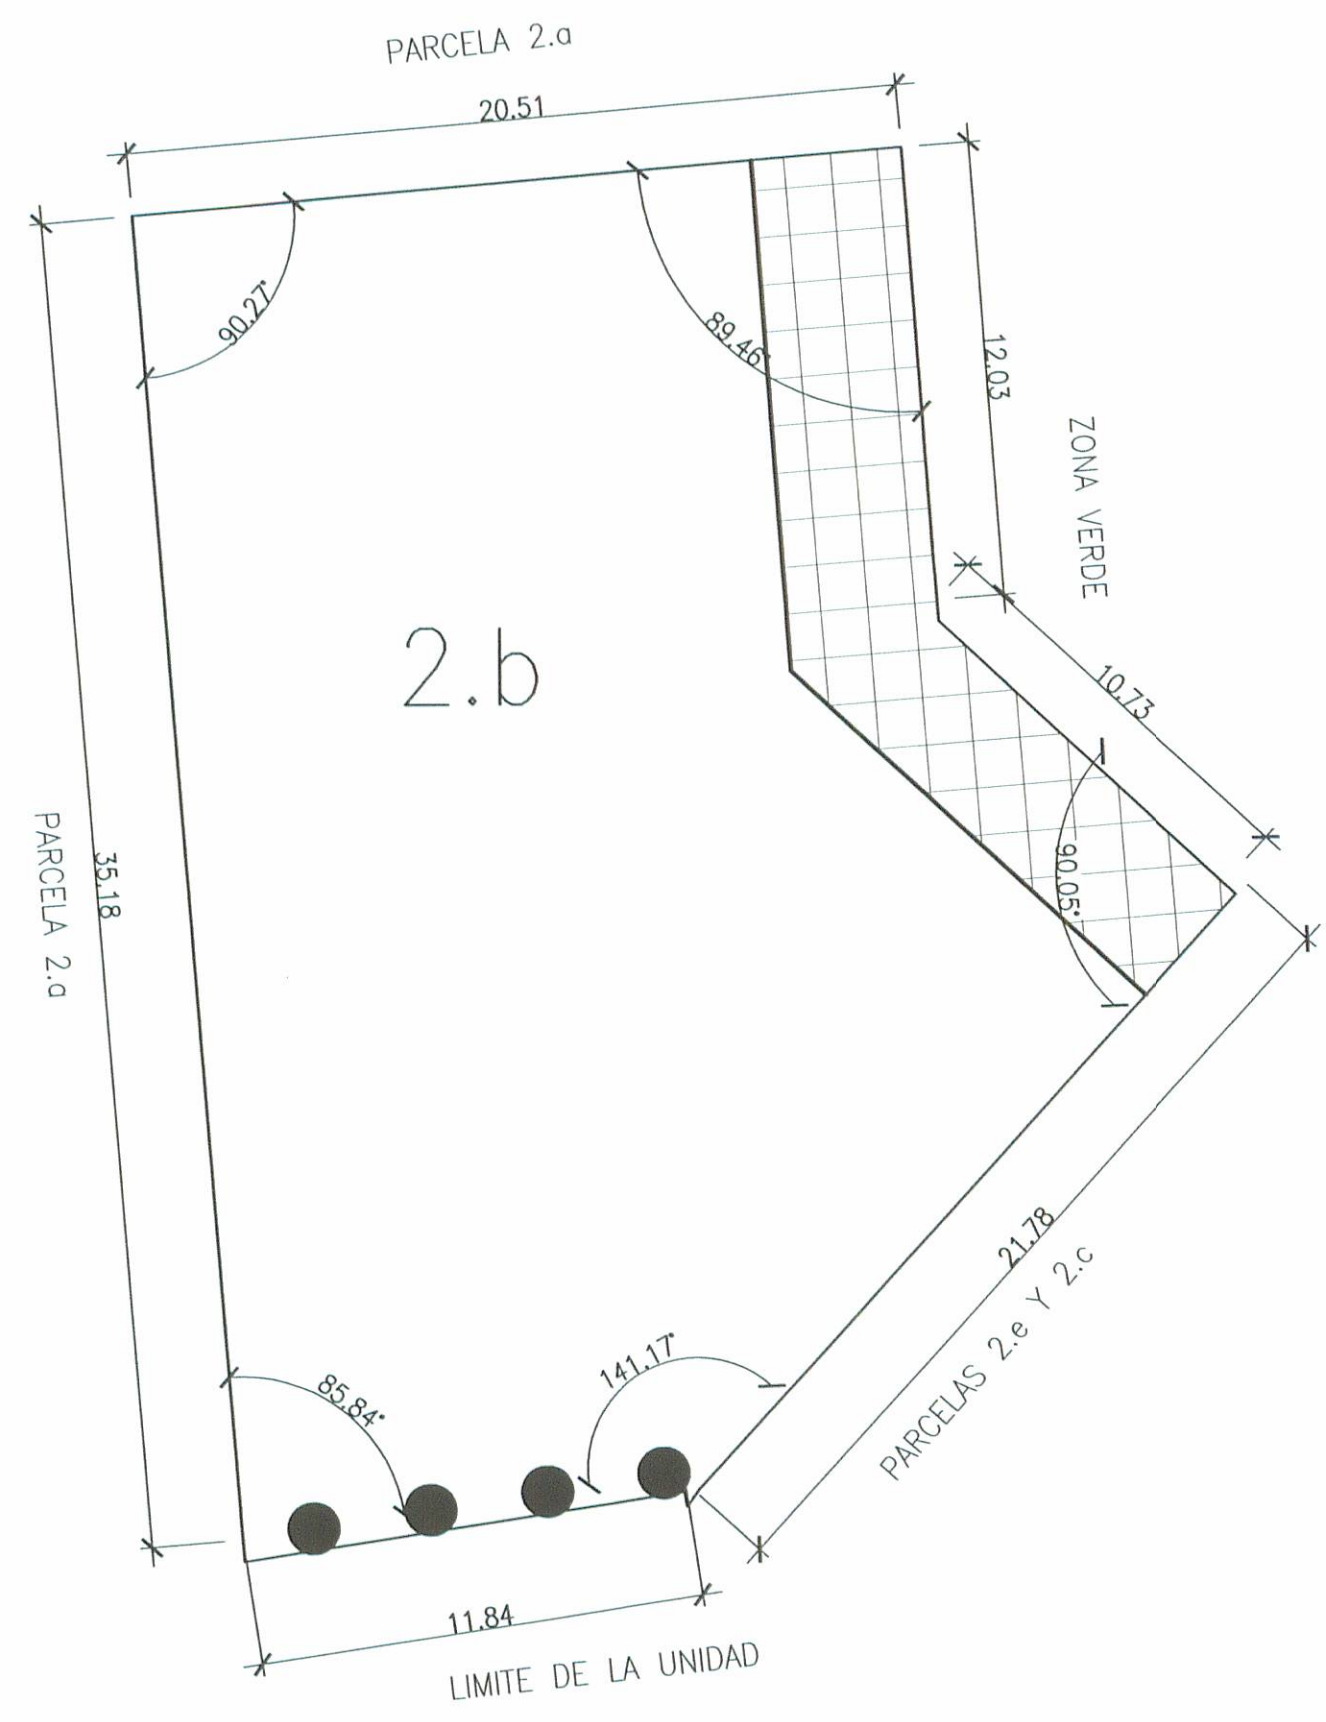 PARCELA 2.a
20.51
90.27°
89.46°
12.03
ZONA VERDE
2.b
10.73
90.05°
PARCELA 2.a
35.18
21.78
PARCELAS 2.e Y 2.c
141.17°
85.84°
11.84
LIMITE DE LA UNIDAD